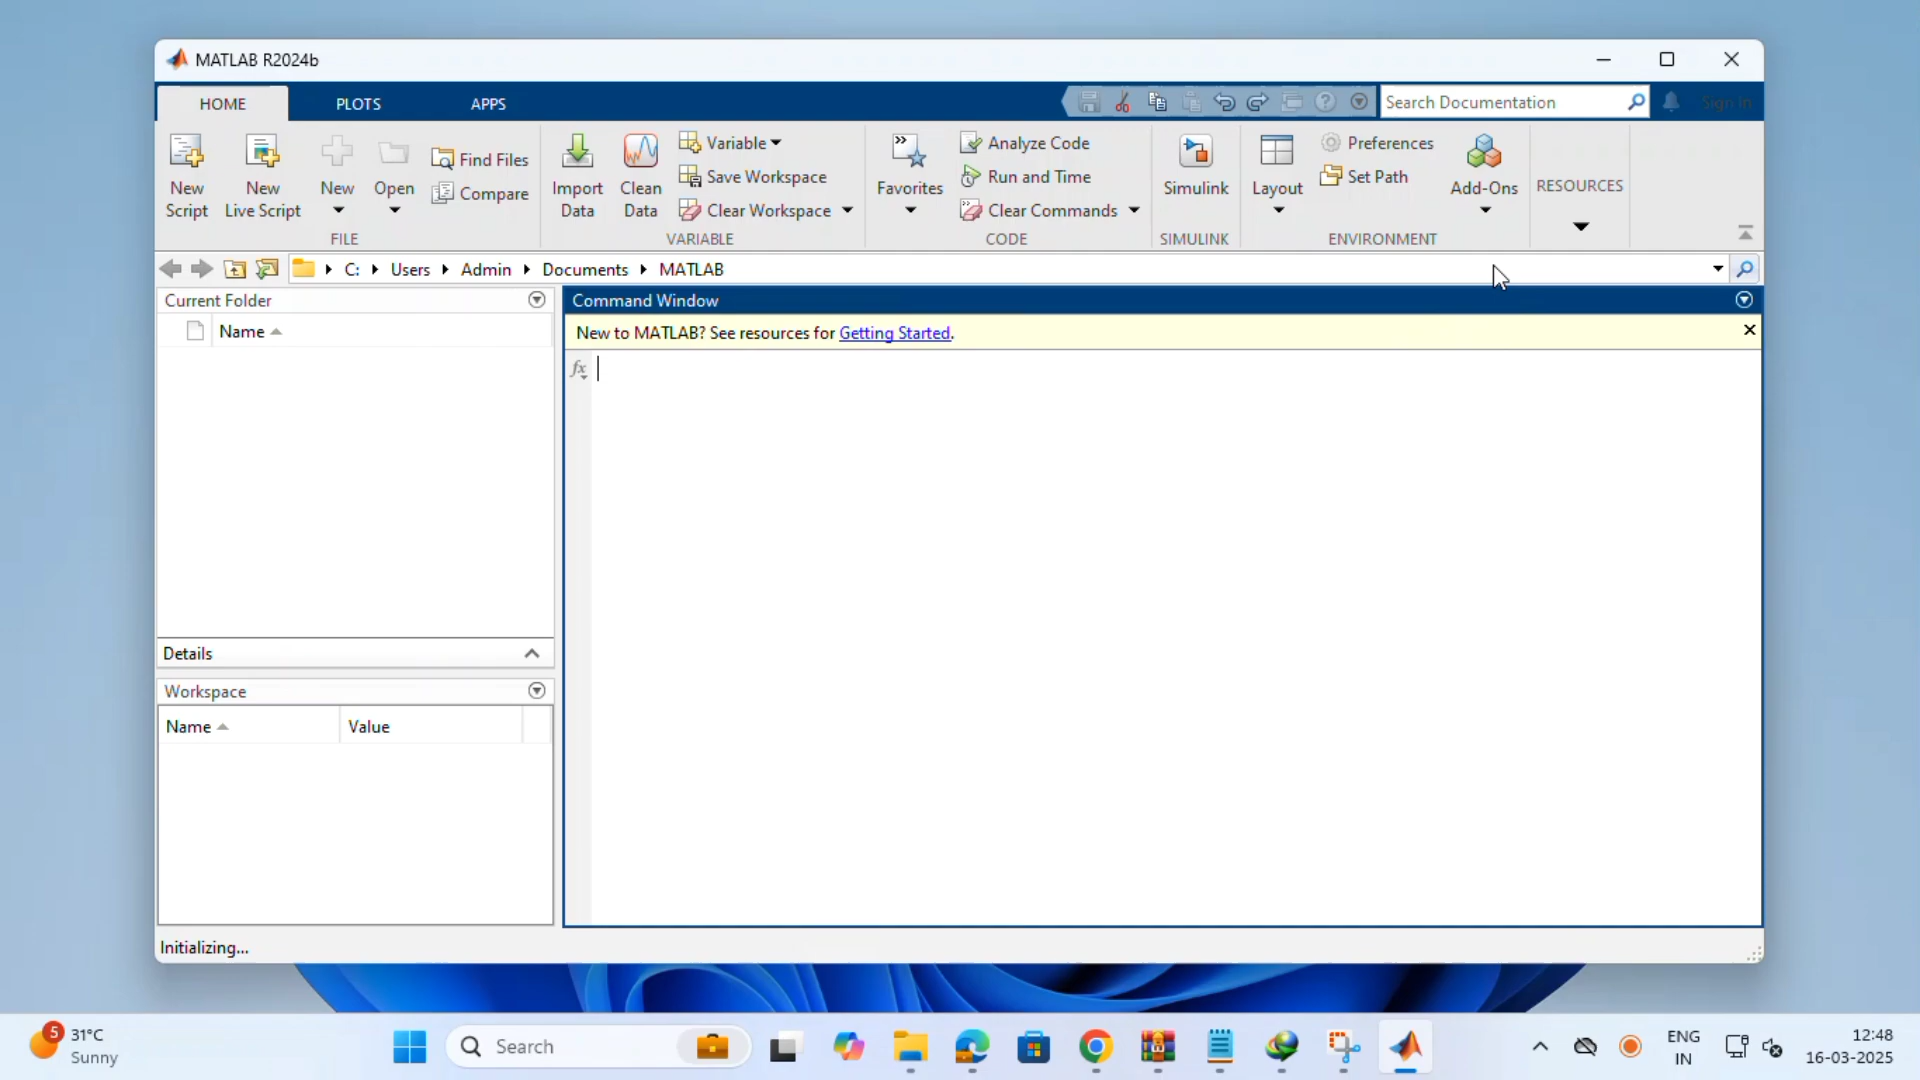 MATLAB R2024b
HOME PLOTS APPS
Search Documentation
Sign In
New Script
New Live Script
New
Open
Find Files
Compare
FILE
Import Data
Clean Data
Variable
Save Workspace
Clear Workspace
VARIABLE
Favorites
Analyze Code
Run and Time
Clear Commands
CODE
Simulink
SIMULINK
Layout
Preferences
Set Path
Add-Ons
ENVIRONMENT
RESOURCES
C: Users Admin Documents MATLAB
Current Folder
Name
Details
Workspace
Name Value
Command Window
New to MATLAB? See resources for Getting Started.
fx
Initializing...
5
31°C
Sunny
Search
ENG
IN
12:48
16-03-2025